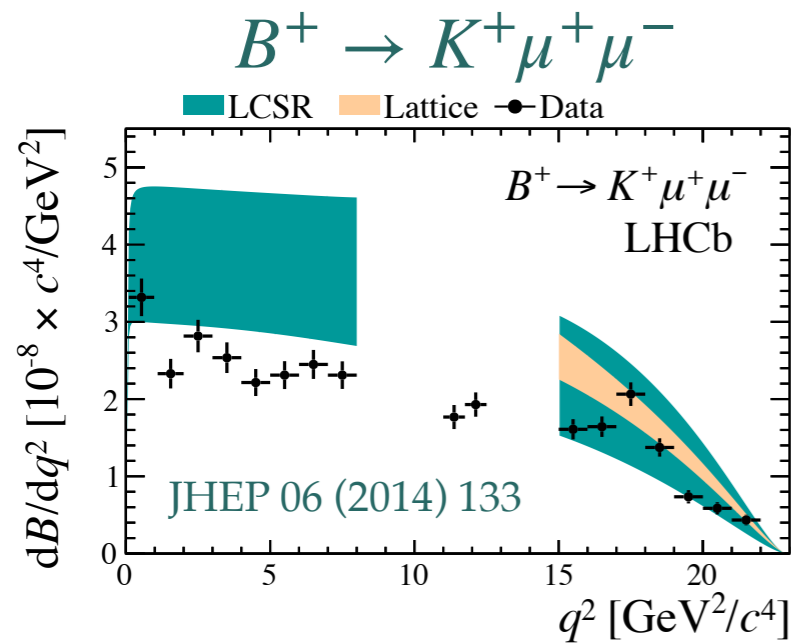 B⁺ → K⁺μ⁺μ⁻
LCSR Lattice Data
dB/dq² [10⁻⁸ × c⁴/GeV²]
5
4
3
2
1
0
B⁺ → K⁺μ⁺μ⁻
LHCb
JHEP 06 (2014) 133
0 5 10 15 20
q² [GeV²/c⁴]